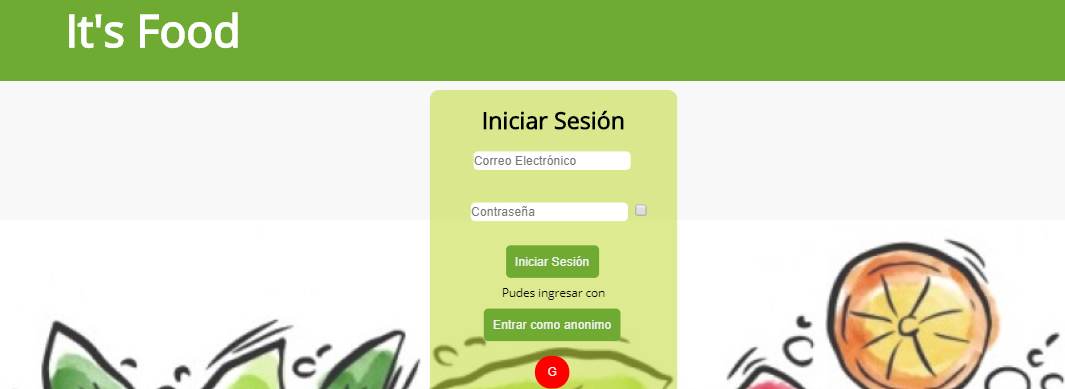 It's Food
Iniciar Sesión
Correo Electrónico
Contraseña
Iniciar Sesión
Pudes ingresar con
Entrar como anonimo
G